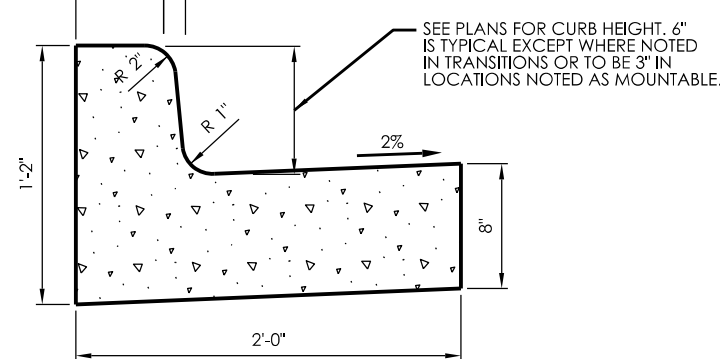 SEE PLANS FOR CURB HEIGHT. 6"
IS TYPICAL EXCEPT WHERE NOTED
IN TRANSITIONS OR TO BE 3" IN
LOCATIONS NOTED AS MOUNTABLE.
R 2"
R 1"
2%
1'-2"
8"
2'-0"